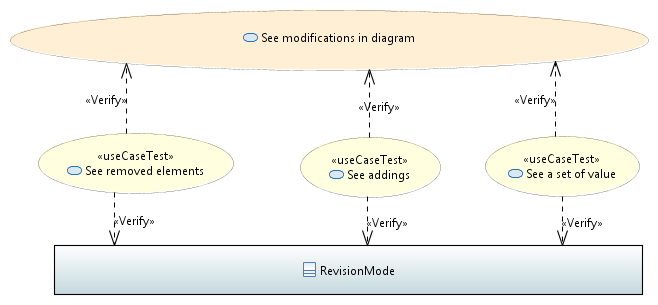 See modifications in diagram
«Verify»
«Verify»
«Verify»
«useCaseTest»
See removed elements
«useCaseTest»
See addings
«useCaseTest»
See a set of value
«Verify»
«Verify»
«Verify»
RevisionMode